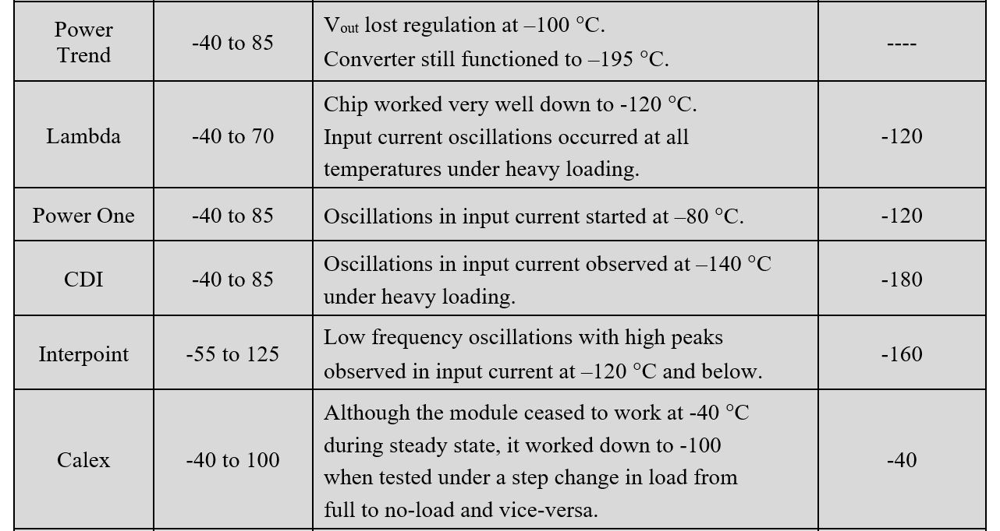 Power
Trend
-40 to 85
Vout lost regulation at –100 °C.
Converter still functioned to –195 °C.
----
Lambda
-40 to 70
Chip worked very well down to -120 °C.
Input current oscillations occurred at all
temperatures under heavy loading.
-120
Power One
-40 to 85
Oscillations in input current started at –80 °C.
-120
CDI
-40 to 85
Oscillations in input current observed at –140 °C
under heavy loading.
-180
Interpoint
-55 to 125
Low frequency oscillations with high peaks
observed in input current at –120 °C and below.
-160
Calex
-40 to 100
Although the module ceased to work at -40 °C
during steady state, it worked down to -100
when tested under a step change in load from
full to no-load and vice-versa.
-40